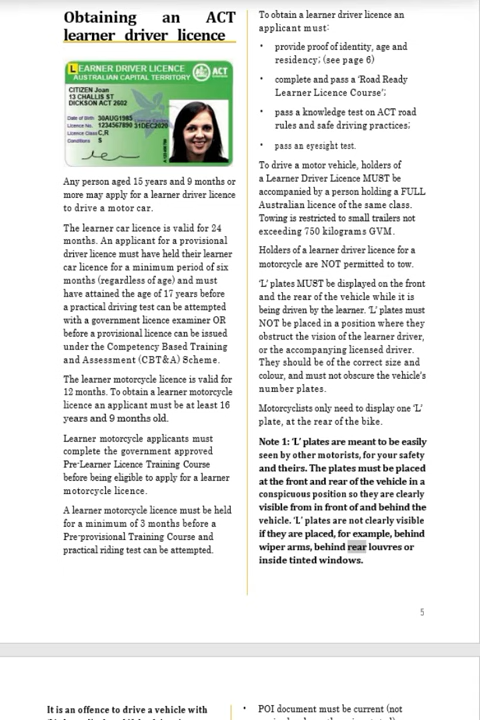 Obtaining an ACT
learner driver licence
LEARNER DRIVER LICENCE
AUSTRALIAN CAPITAL TERRITORY
ACT
CITIZEN Joan
13 CHALLIS ST
DICKSON ACT 2602
Date of Birth 30AUG1985
Licence No. 1234567890 31DEC2020
Licence Class C,R
Conditions S
Any person aged 15 years and 9 months or
more may apply for a learner driver licence
to drive a motor car.
The learner car licence is valid for 24
months. An applicant for a provisional
driver licence must have held their learner
car licence for a minimum period of six
months (regardless of age) and must
have attained the age of 17 years before
a practical driving test can be attempted
with a government licence examiner OR
before a provisional licence can be issued
under the Competency Based Training
and Assessment (CBT&A) Scheme.
The learner motorcycle licence is valid for
12 months. To obtain a learner motorcycle
licence an applicant must be at least 16
years and 9 months old.
Learner motorcycle applicants must
complete the government approved
Pre-Learner Licence Training Course
before being eligible to apply for a learner
motorcycle licence.
A learner motorcycle licence must be held
for a minimum of 3 months before a
Pre-provisional Training Course and
practical riding test can be attempted.
To obtain a learner driver licence an
applicant must:
• provide proof of identity, age and
residency; (see page 6)
• complete and pass a 'Road Ready
Learner Licence Course';
• pass a knowledge test on ACT road
rules and safe driving practices;
• pass an eyesight test.
To drive a motor vehicle, holders of
a Learner Driver Licence MUST be
accompanied by a person holding a FULL
Australian licence of the same class.
Towing is restricted to small trailers not
exceeding 750 kilograms GVM.
Holders of a learner driver licence for a
motorcycle are NOT permitted to tow.
'L' plates MUST be displayed on the front
and the rear of the vehicle while it is
being driven by the learner. 'L' plates must
NOT be placed in a position where they
obstruct the vision of the learner driver,
or the accompanying licensed driver.
They should be of the correct size and
colour, and must not obscure the vehicle's
number plates.
Motorcyclists only need to display one 'L'
plate, at the rear of the bike.
Note 1: 'L' plates are meant to be easily
seen by other motorists, for your safety
and theirs. The plates must be placed
at the front and rear of the vehicle in a
conspicuous position so they are clearly
visible from in front of and behind the
vehicle. 'L' plates are not clearly visible
if they are placed, for example, behind
wiper arms, behind rear louvres or
inside tinted windows.
5
It is an offence to drive a vehicle with
• POI document must be current (not